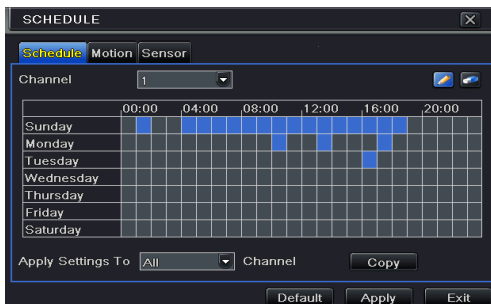 SCHEDULE
Schedule Motion Sensor
Channel 1
00:00 04:00 08:00 12:00 16:00 20:00
Sunday
Monday
Tuesday
Wednesday
Thursday
Friday
Saturday
Apply Settings To All Channel Copy
Default Apply Exit